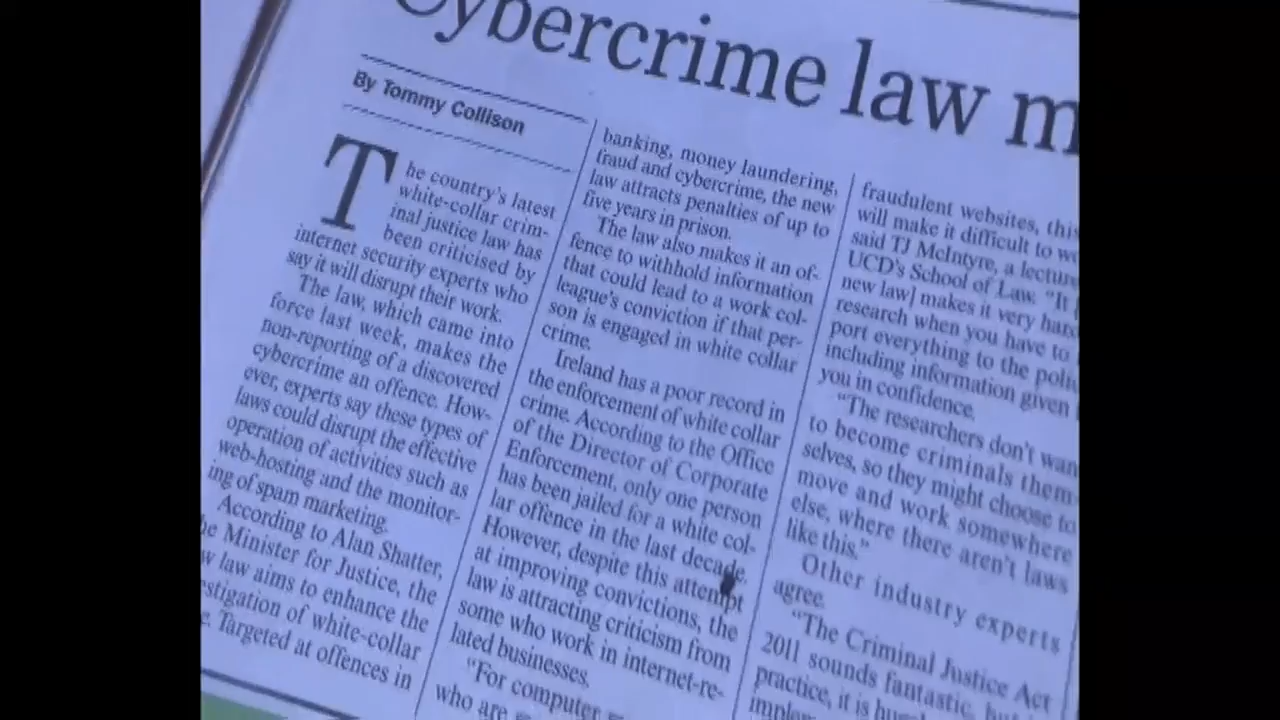 Cybercrime law m
By Tommy Collison
The country's latest
white-collar crim-
inal justice law has
been criticised by
internet security experts who
say it will disrupt their work.
The law, which came into
force last week, makes the
non-reporting of a discovered
cybercrime an offence. How-
ever, experts say these types of
laws could disrupt the effective
operation of activities such as
web-hosting and the monitor-
ing of spam marketing.
According to Alan Shatter,
he Minister for Justice, the
w law aims to enhance the
estigation of white-collar
e. Targeted at offences in
banking, money laundering,
fraud and cybercrime, the new
law attracts penalties of up to
five years in prison.
The law also makes it an of-
fence to withhold information
that could lead to a work col-
league's conviction if that per-
son is engaged in white collar
crime.
Ireland has a poor record in
the enforcement of white collar
crime. According to the Office
of the Director of Corporate
Enforcement, only one person
has been jailed for a white col-
lar offence in the last decade.
However, despite this attempt
at improving convictions, the
law is attracting criticism from
some who work in internet-re-
lated businesses.
"For computer
who are
fraudulent websites, this
will make it difficult to wo
said TJ McIntyre, a lecture
UCD's School of Law. "It [
new law] makes it very hard
research when you have to
port everything to the polic
including information given
you in confidence.
"The researchers don't wan
to become criminals them-
selves, so they might choose to
move and work somewhere
else, where there aren't laws
like this."
Other industry experts
agree.
"The Criminal Justice Act
2011 sounds fantastic, but in
practice, it is hug
implem